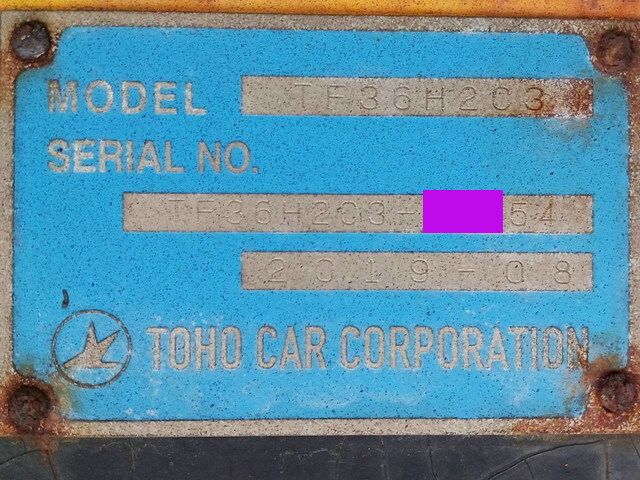 MODEL TF36H2C3
SERIAL NO.
TF36H2C3- 54
2019-08
TOHO CAR CORPORATION